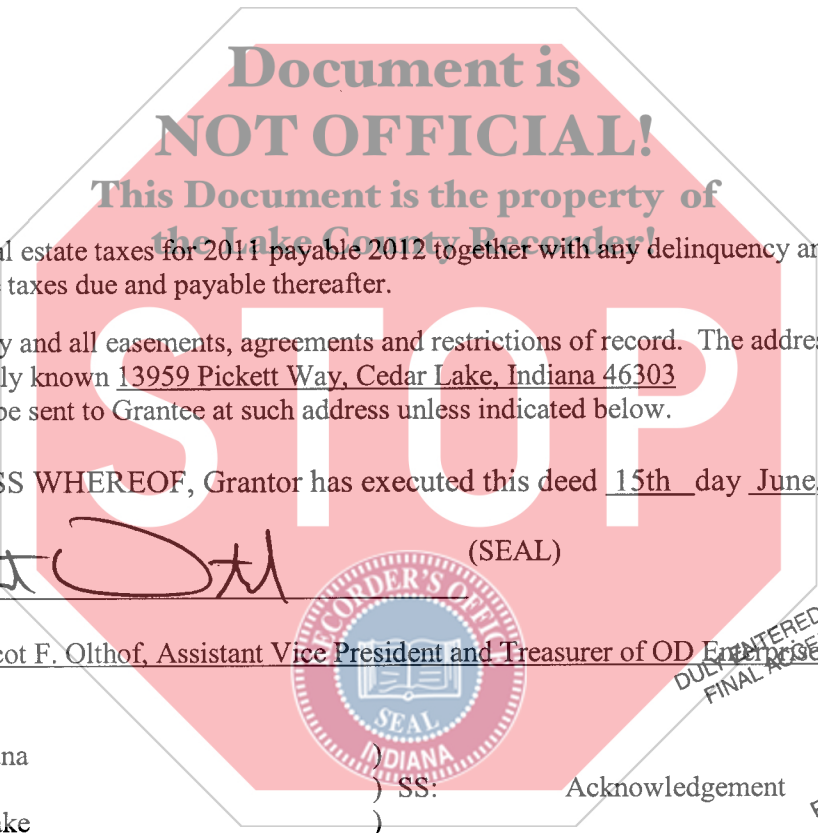 Document is
NOT OFFICIAL!
This Document is the property of
the Lake County Recorder!
al estate taxes for 2011 payable 2012 together with any delinquency an
taxes due and payable thereafter.
y and all easements, agreements and restrictions of record. The addres
ly known 13959 Pickett Way, Cedar Lake, Indiana 46303
be sent to Grantee at such address unless indicated below.
STOP
SS WHEREOF, Grantor has executed this deed 15th day June,
(SEAL)
RECORDER'S OFFIC
cot F. Olthof, Assistant Vice President and Treasurer of OD Enterprise
DULY ENTERED
FINAL
SEAL
INDIANA
ana )
) SS: Acknowledgement
ake )